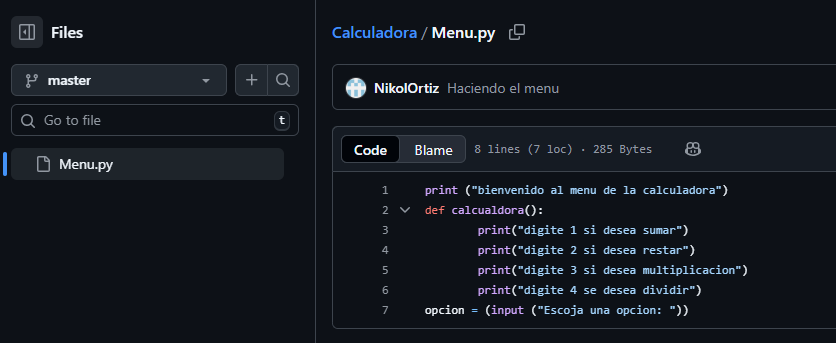 Files
master
Go to file
t
Menu.py
Calculadora / Menu.py
NikolOrtiz Haciendo el menu
Code Blame 8 lines (7 loc) · 285 Bytes
1 print ("bienvenido al menu de la calculadora")
2 def calcualdora():
3 print("digite 1 si desea sumar")
4 print("digite 2 si desea restar")
5 print("digite 3 si desea multiplicacion")
6 print("digite 4 se desea dividir")
7 opcion = (input ("Escoja una opcion: "))